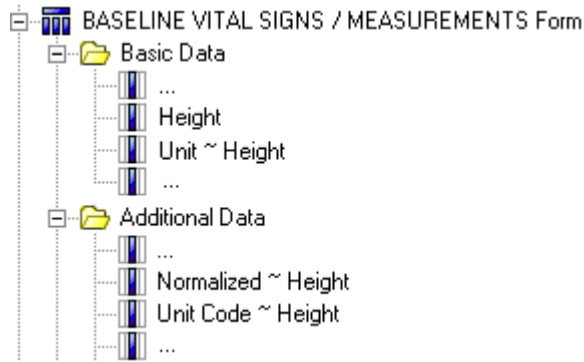 BASELINE VITAL SIGNS / MEASUREMENTS Form
Basic Data
...
Height
Unit ~ Height
...
Additional Data
...
Normalized ~ Height
Unit Code ~ Height
...